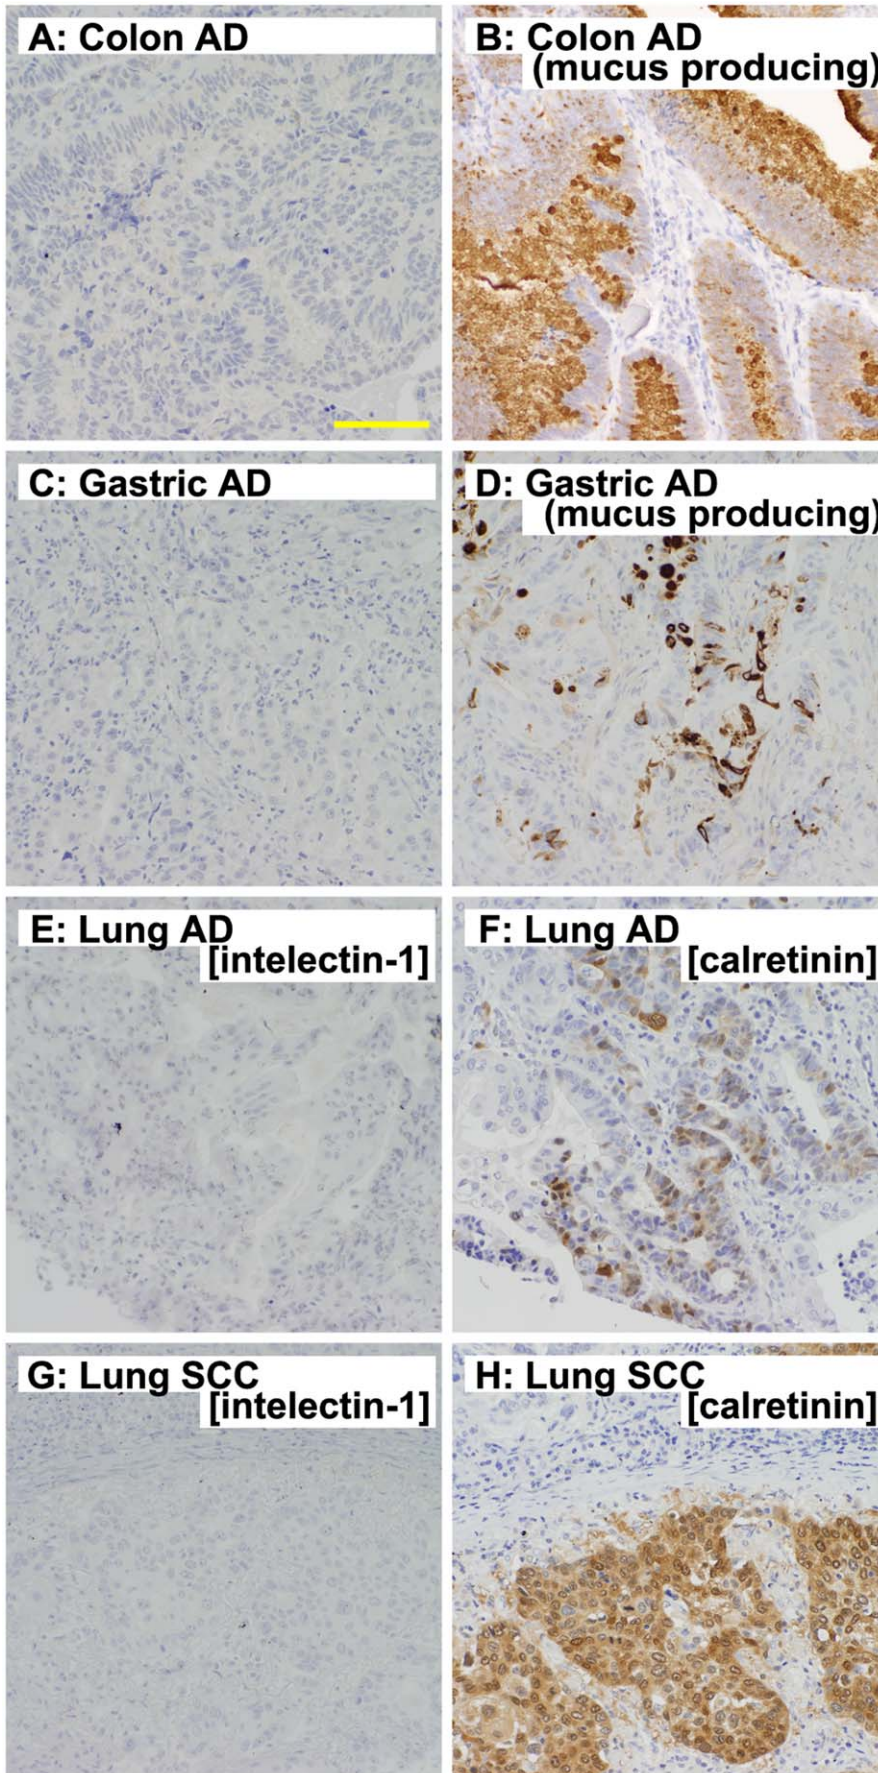 A: Colon AD
B: Colon AD
(mucus producing)
C: Gastric AD
D: Gastric AD
(mucus producing)
E: Lung AD
[intelectin-1]
F: Lung AD
[calretinin]
G: Lung SCC
[intelectin-1]
H: Lung SCC
[calretinin]